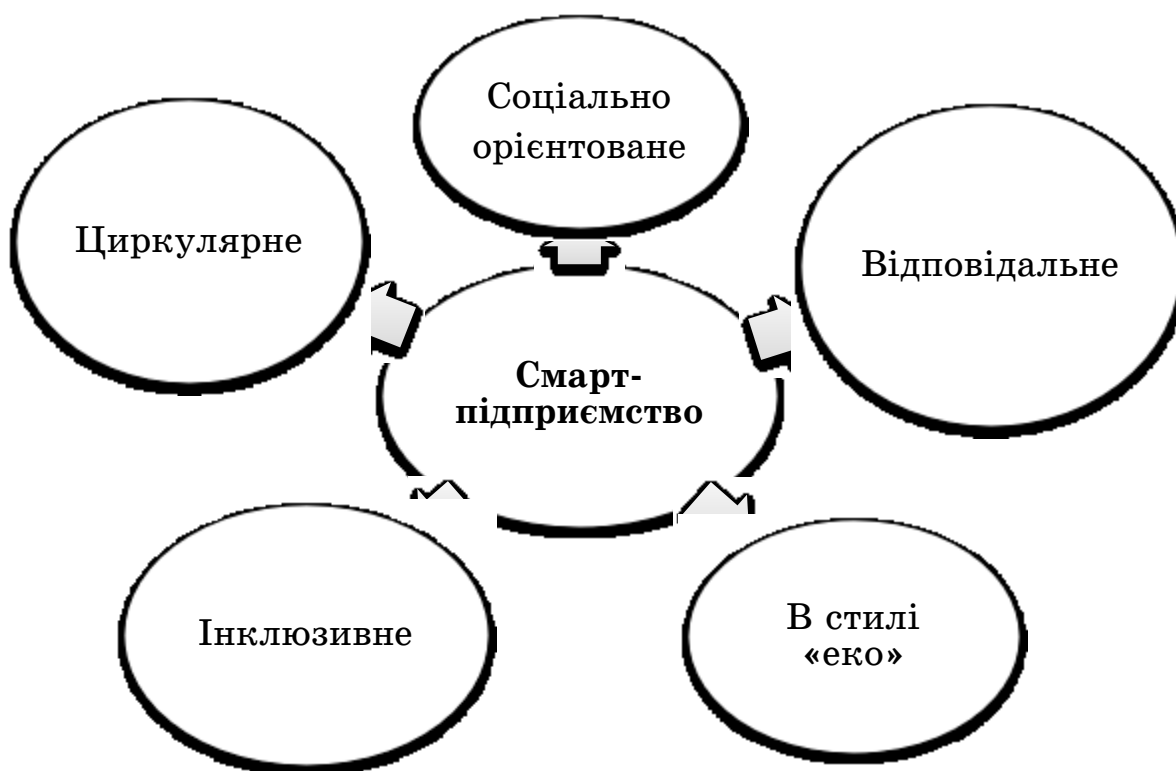 Соціально
орієнтоване
Циркулярне
Відповідальне
Смарт-
підприємство
Інклюзивне
В стилі
«еко»